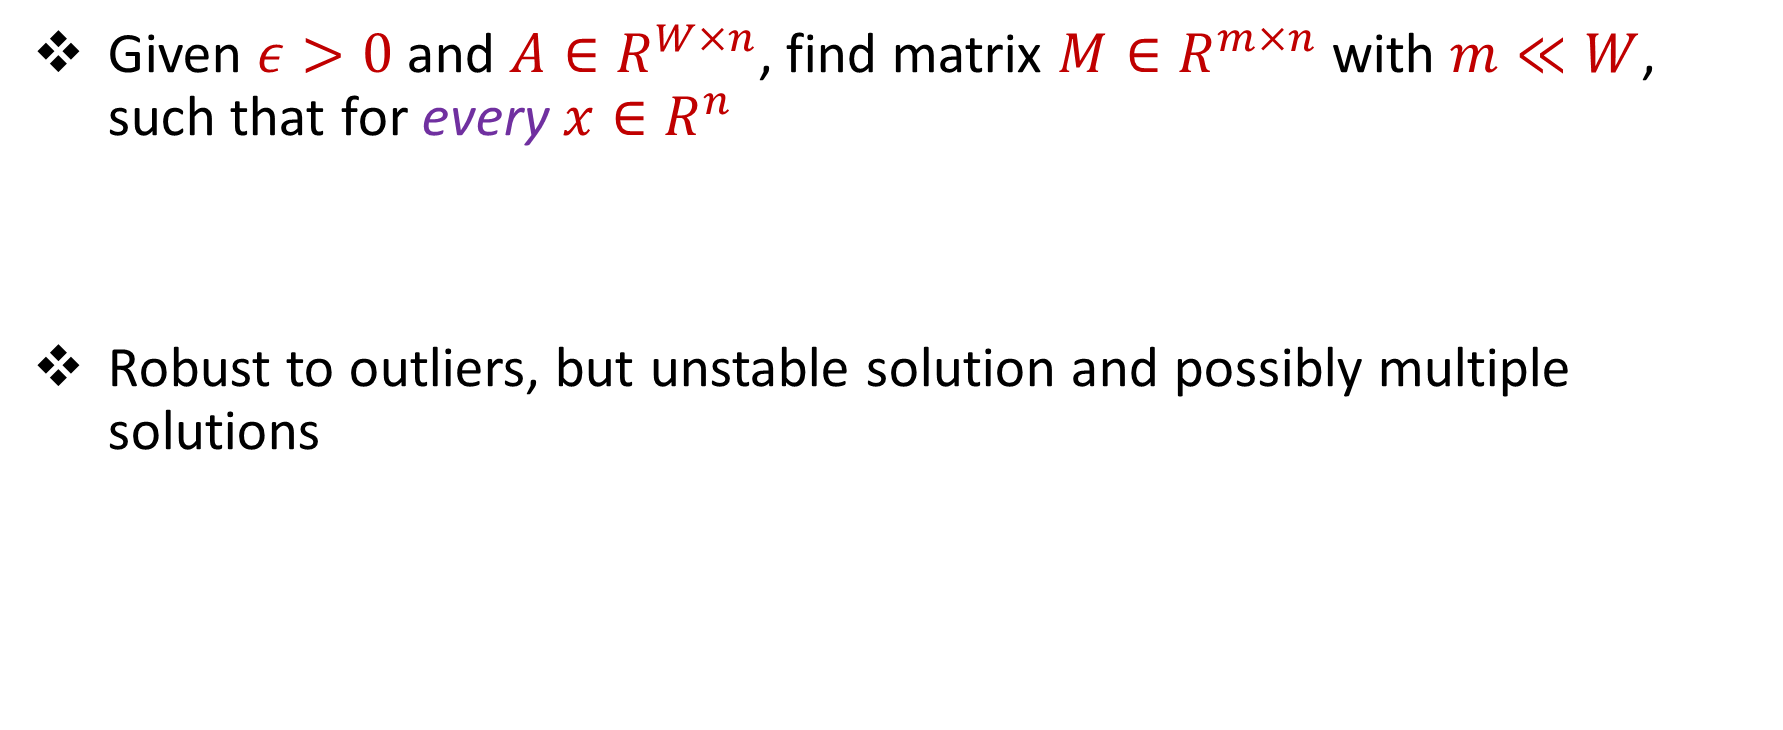 ❖ Given ϵ > 0 and A ∈ R^{W×n}, find matrix M ∈ R^{m×n} with m ≪ W,
such that for every x ∈ R^n
❖ Robust to outliers, but unstable solution and possibly multiple
solutions